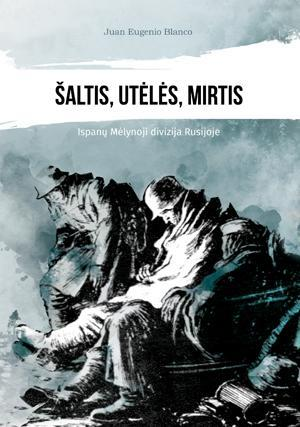 Juan Eugenio Blanco
ŠALTIS, UTĖLĖS, MIRTIS
Ispanų Mėlynoji divizija Rusijoje